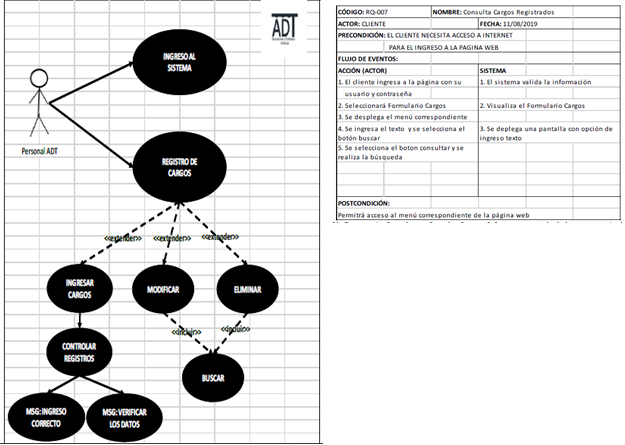 ADT
INGRESO AL
SISTEMA
Personal ADT
REGISTRO DE
CARGOS
<<extender>>
<<extender>>
<<extender>>
INGRESAR
CARGOS
MODIFICAR
ELIMINAR
<<incluir>>
<<incluir>>
CONTROLAR
REGISTROS
BUSCAR
MSG: INGRESO
CORRECTO
MSG: VERIFICAR
LOS DATOS
CÓDIGO: RQ-007 NOMBRE: Consulta Cargos Registrados
ACTOR: CLIENTE FECHA: 11/08/2019
PRECONDICIÓN: EL CLIENTE NECESITA ACCESO A INTERNET
PARA EL INGRESO A LA PAGINA WEB
FLUJO DE EVENTOS:
ACCIÓN (ACTOR) SISTEMA
1. El cliente ingresa a la página con su
usuario y contraseña
1. El sistema valida la información
2. Seleccionará Formulario Cargos
2. Visualiza el Formulario Cargos
3. Se desplega el menú correspondiente
4. Se ingresa el texto y se selecciona el
botón buscar
3. Se deplega una pantalla con opción de
ingreso texto
5. Se selecciona el boton consultar y se
realiza la búsqueda
POSTCONDICIÓN:
Permitrá acceso al menú correspondiente de la página web